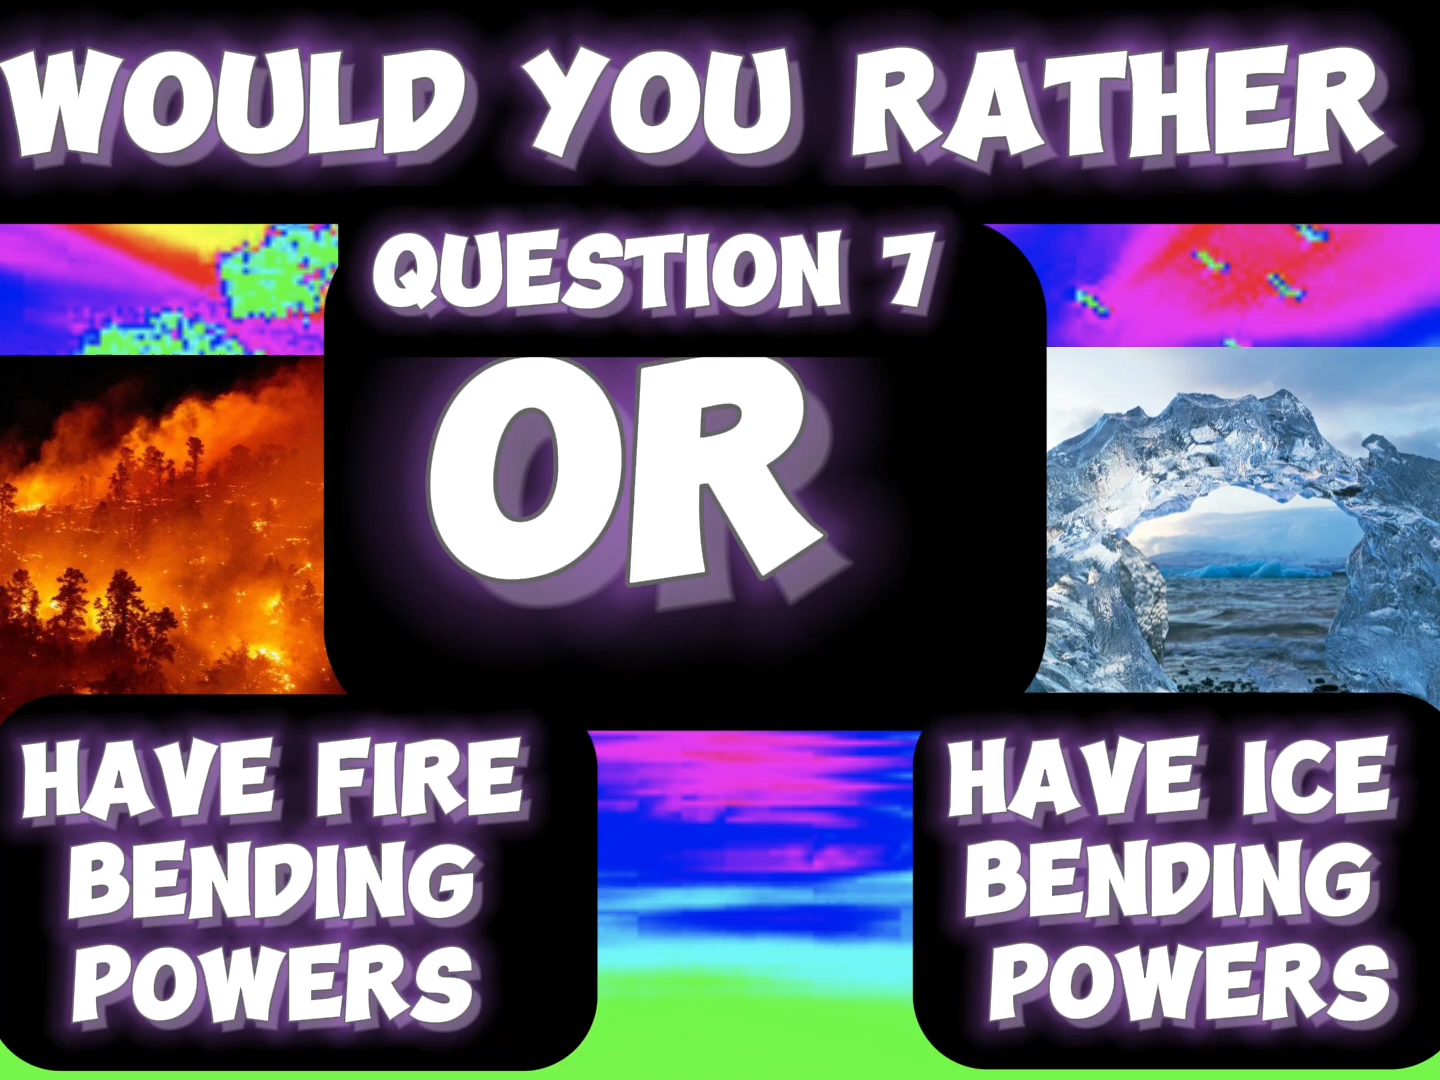 WOULD YOU RATHER
QUESTION 7
OR
HAVE FIRE
BENDING
POWERS
HAVE ICE
BENDING
POWERS